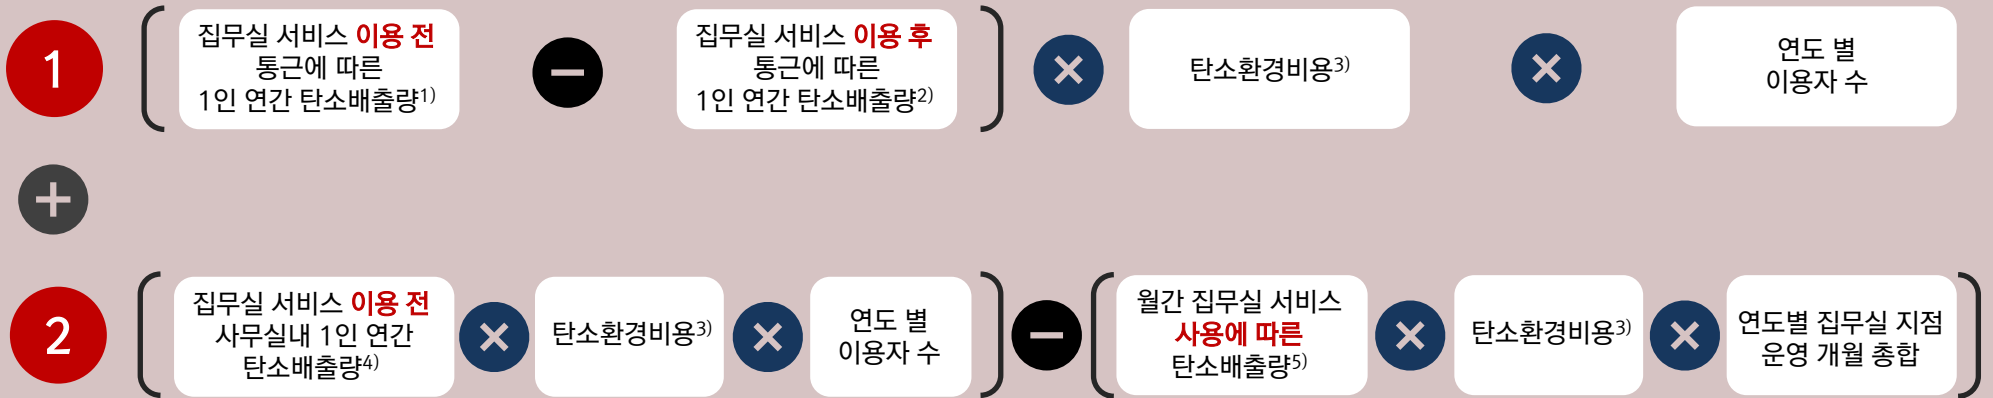 1
집무실 서비스 이용 전
통근에 따른
1인 연간 탄소배출량1)
−
집무실 서비스 이용 후
통근에 따른
1인 연간 탄소배출량2)
×
탄소환경비용3)
×
연도 별
이용자 수
+
2
집무실 서비스 이용 전
사무실내 1인 연간
탄소배출량4)
×
탄소환경비용3)
×
연도 별
이용자 수
−
월간 집무실 서비스
사용에 따른
탄소배출량5)
×
탄소환경비용3)
×
연도별 집무실 지점
운영 개월 총합